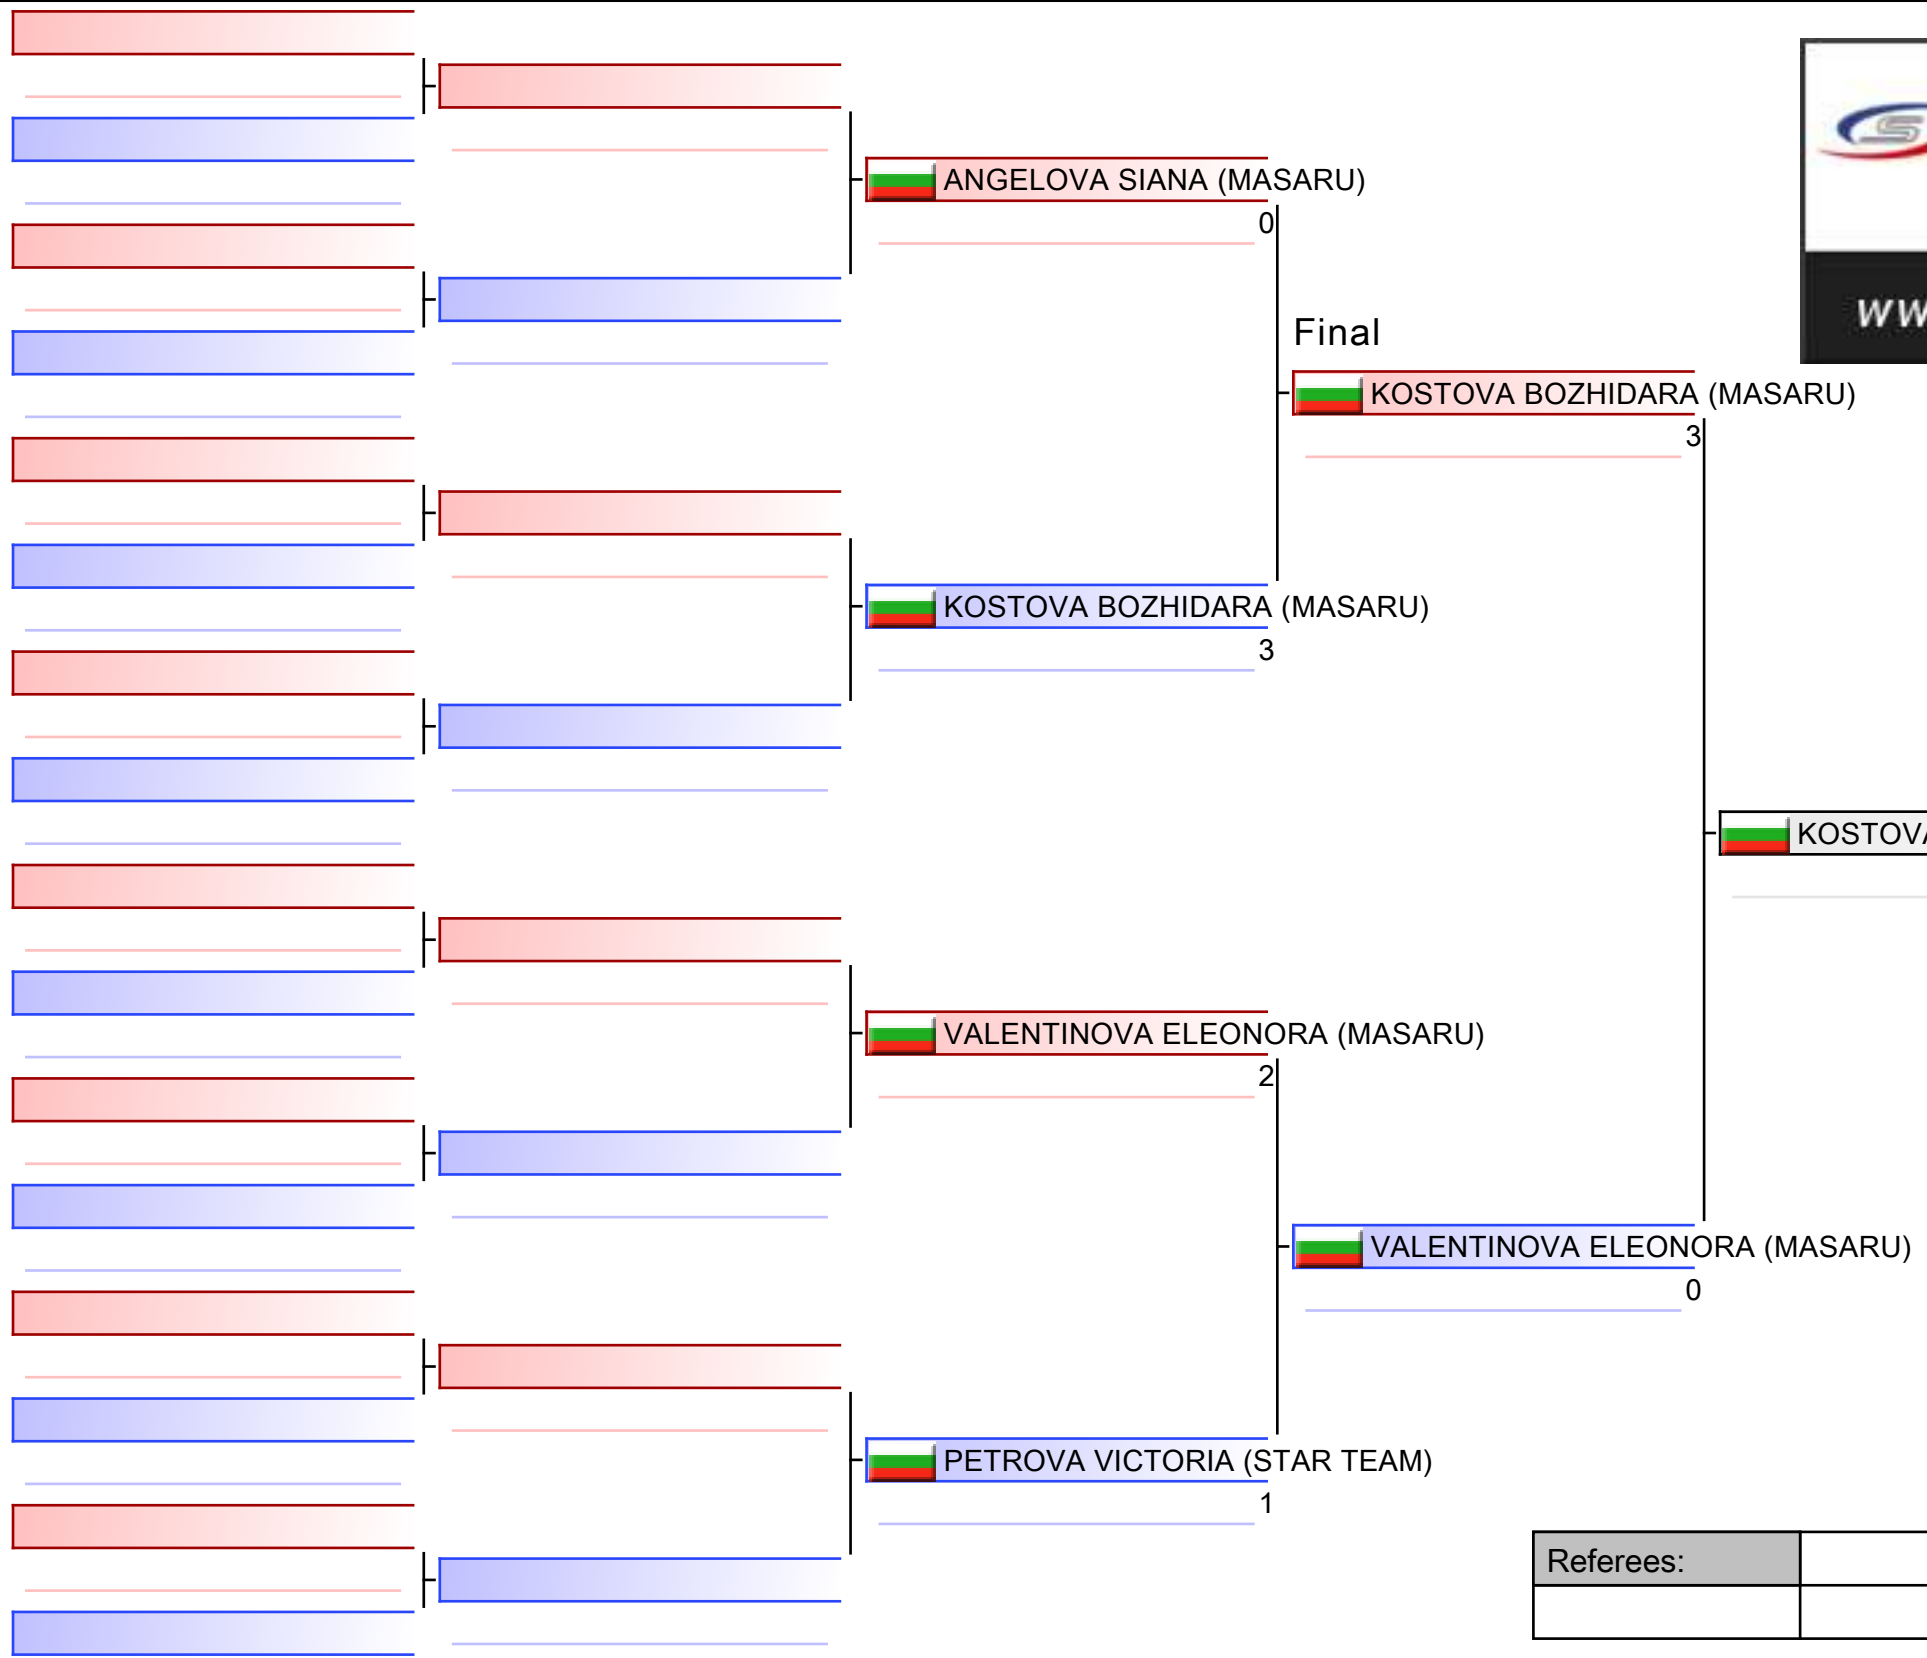 ANGELOVA SIANA (MASARU)
0
Final
KOSTOVA BOZHIDARA (MASARU)
3
KOSTOVA BOZHIDARA (MASARU)
3
KOSTOVA
VALENTINOVA ELEONORA (MASARU)
2
VALENTINOVA ELEONORA (MASARU)
0
PETROVA VICTORIA (STAR TEAM)
1
Referees: